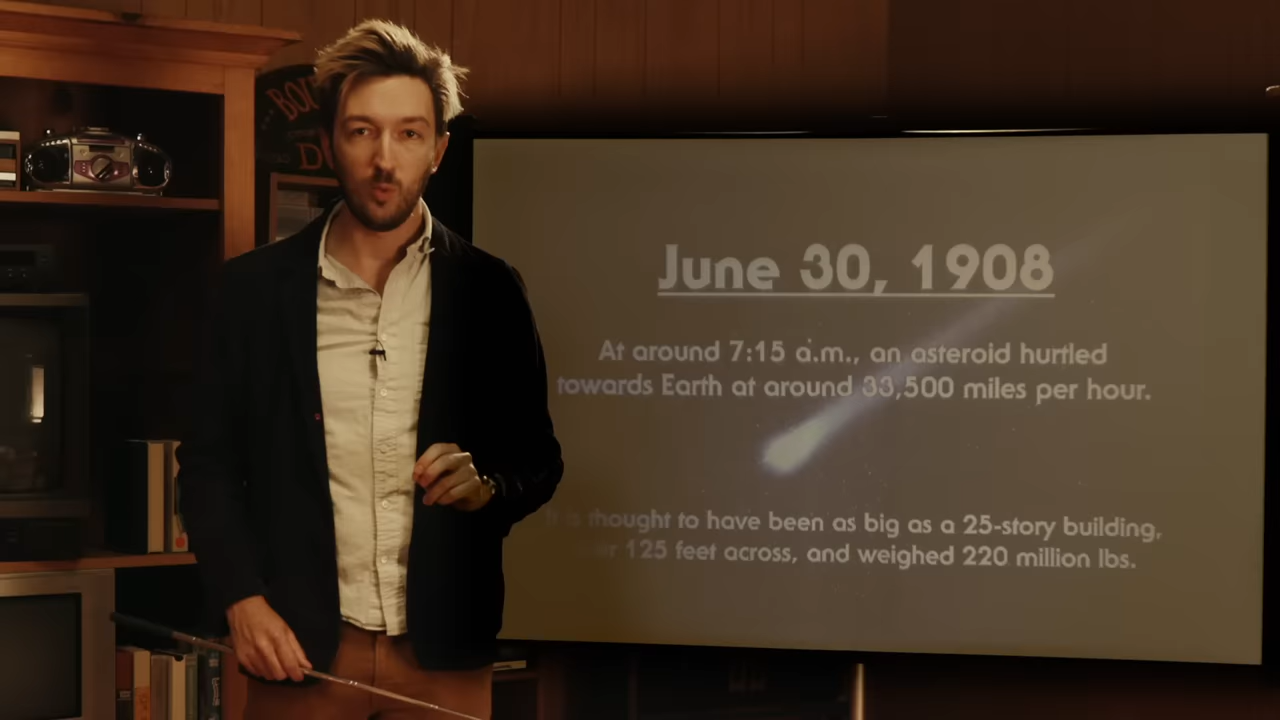 June 30, 1908
At around 7:15 a.m., an asteroid hurtled
towards Earth at around 33,500 miles per hour.
thought to have been as big as a 25-story building,
125 feet across, and weighed 220 million lbs.